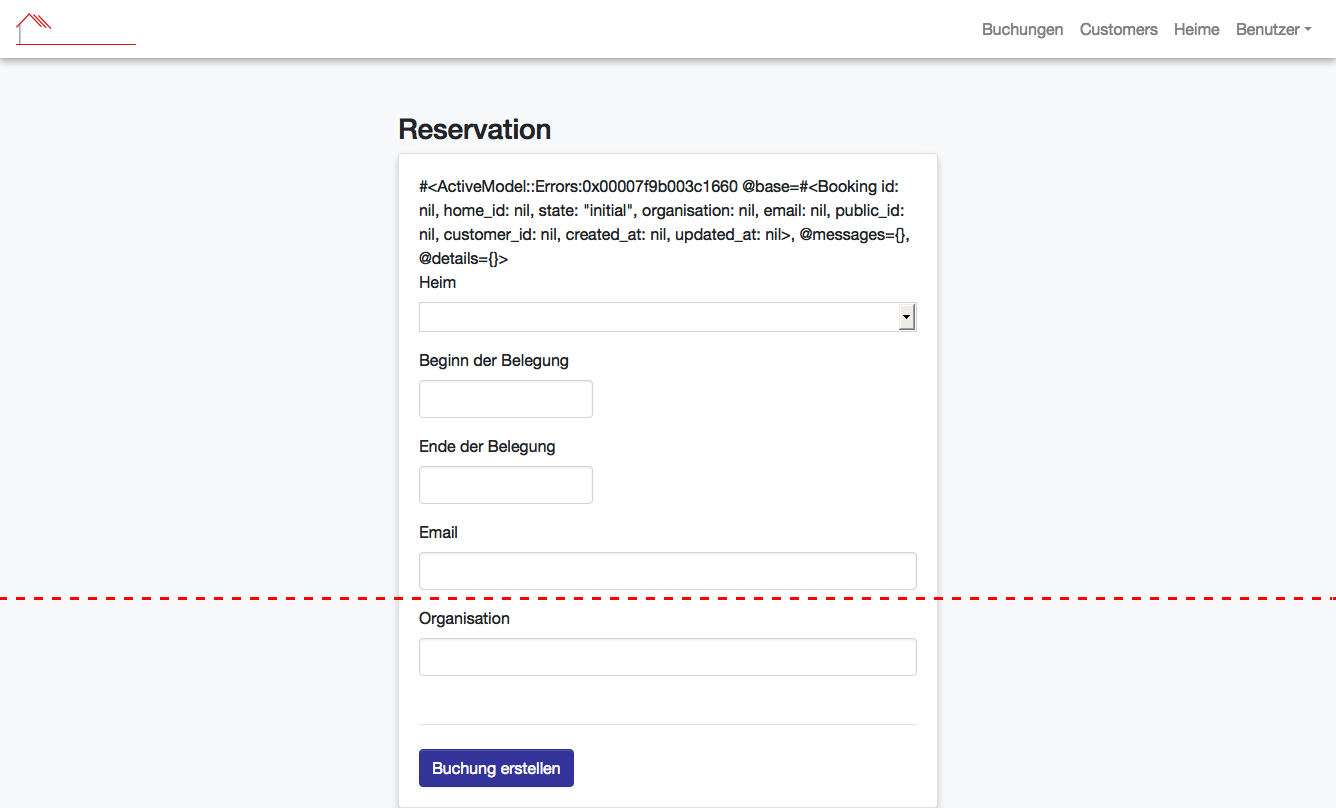 Buchungen Customers Heime Benutzer
Reservation
#<ActiveModel::Errors:0x00007f9b003c1660 @base=#<Booking id:
nil, home_id: nil, state: "initial", organisation: nil, email: nil, public_id:
nil, customer_id: nil, created_at: nil, updated_at: nil>, @messages={},
@details={}>
Heim
Beginn der Belegung
Ende der Belegung
Email
Organisation
Buchung erstellen